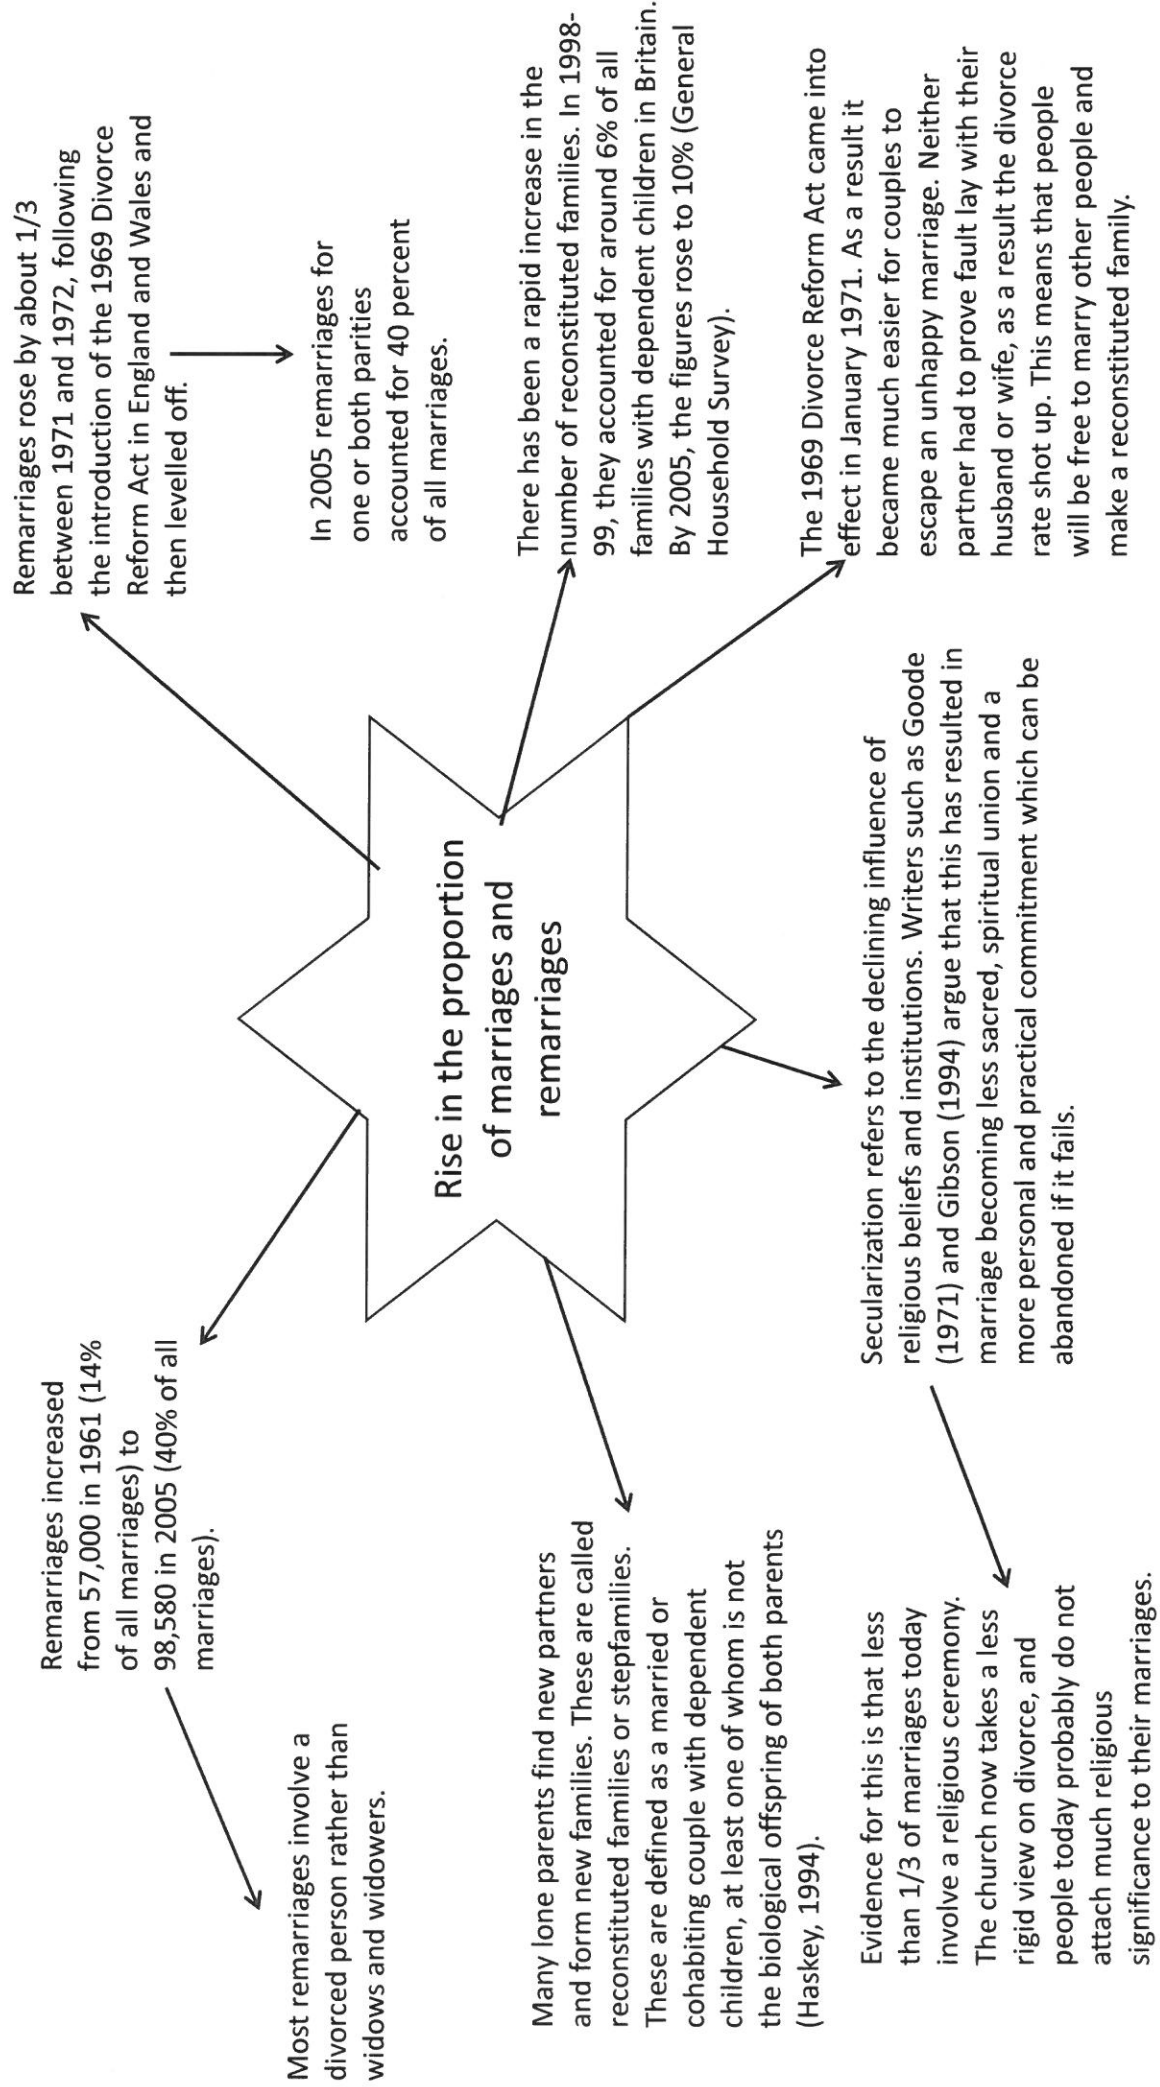 Rise in the proportion
of marriages and
remarriages
Remarriages increased
from 57,000 in 1961 (14%
of all marriages) to
98,580 in 2005 (40% of all
marriages).
Most remarriages involve a
divorced person rather than
widows and widowers.
Many lone parents find new partners
and form new families. These are called
reconstituted families or stepfamilies.
These are defined as a married or
cohabiting couple with dependent
children, at least one of whom is not
the biological offspring of both parents
(Haskey, 1994).
Evidence for this is that less
than 1/3 of marriages today
involve a religious ceremony.
The church now takes a less
rigid view on divorce, and
people today probably do not
attach much religious
significance to their marriages.
Secularization refers to the declining influence of
religious beliefs and institutions. Writers such as Goode
(1971) and Gibson (1994) argue that this has resulted in
marriage becoming less sacred, spiritual union and a
more personal and practical commitment which can be
abandoned if it fails.
Remarriages rose by about 1/3
between 1971 and 1972, following
the introduction of the 1969 Divorce
Reform Act in England and Wales and
then levelled off.
In 2005 remarriages for
one or both parities
accounted for 40 percent
of all marriages.
There has been a rapid increase in the
number of reconstituted families. In 1998-
99, they accounted for around 6% of all
families with dependent children in Britain.
By 2005, the figures rose to 10% (General
Household Survey).
The 1969 Divorce Reform Act came into
effect in January 1971. As a result it
became much easier for couples to
escape an unhappy marriage. Neither
partner had to prove fault lay with their
husband or wife, as a result the divorce
rate shot up. This means that people
will be free to marry other people and
make a reconstituted family.